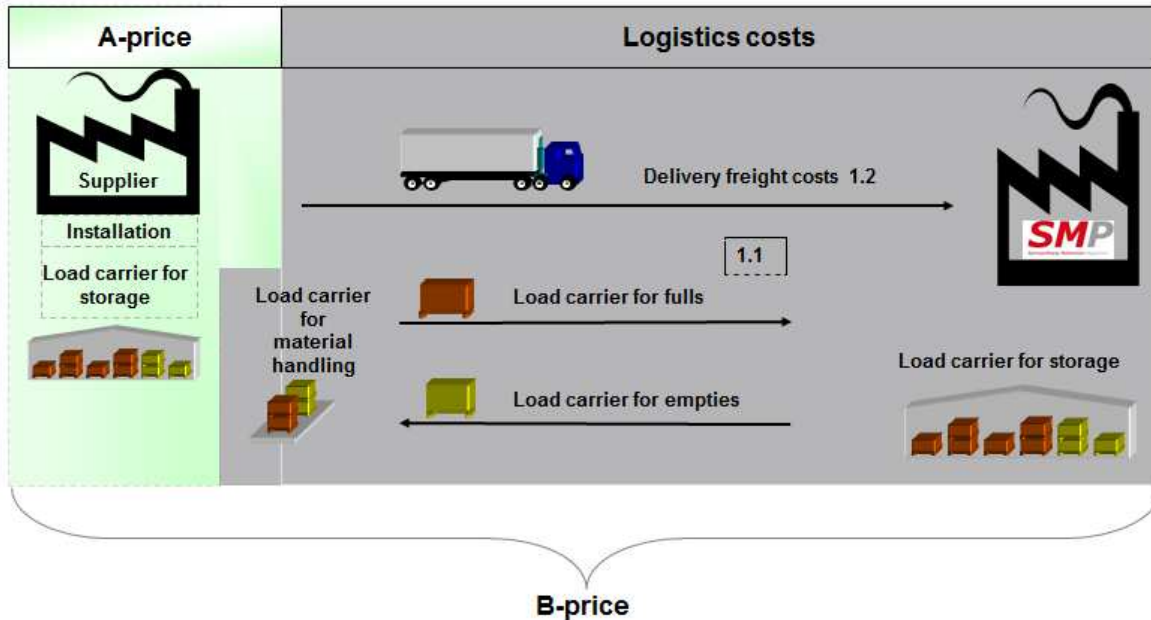 A-price
Logistics costs
Supplier
Delivery freight costs 1.2
SMP
Installation
1.1
Load carrier for
storage
Load carrier
for
material
handling
Load carrier for fulls
Load carrier for storage
Load carrier for empties
B-price